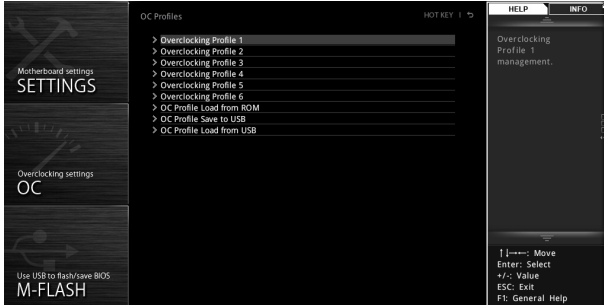 Motherboard settings
SETTINGS
Overclocking settings
OC
Use USB to flash/save BIOS
M-FLASH
OC Profiles
HOT KEY |
> Overclocking Profile 1
> Overclocking Profile 2
> Overclocking Profile 3
> Overclocking Profile 4
> Overclocking Profile 5
> Overclocking Profile 6
> OC Profile Load from ROM
> OC Profile Save to USB
> OC Profile Load from USB
HELP
INFO
Overclocking
Profile 1
management.
↑↓→←: Move
Enter: Select
+/-: Value
ESC: Exit
F1: General Help